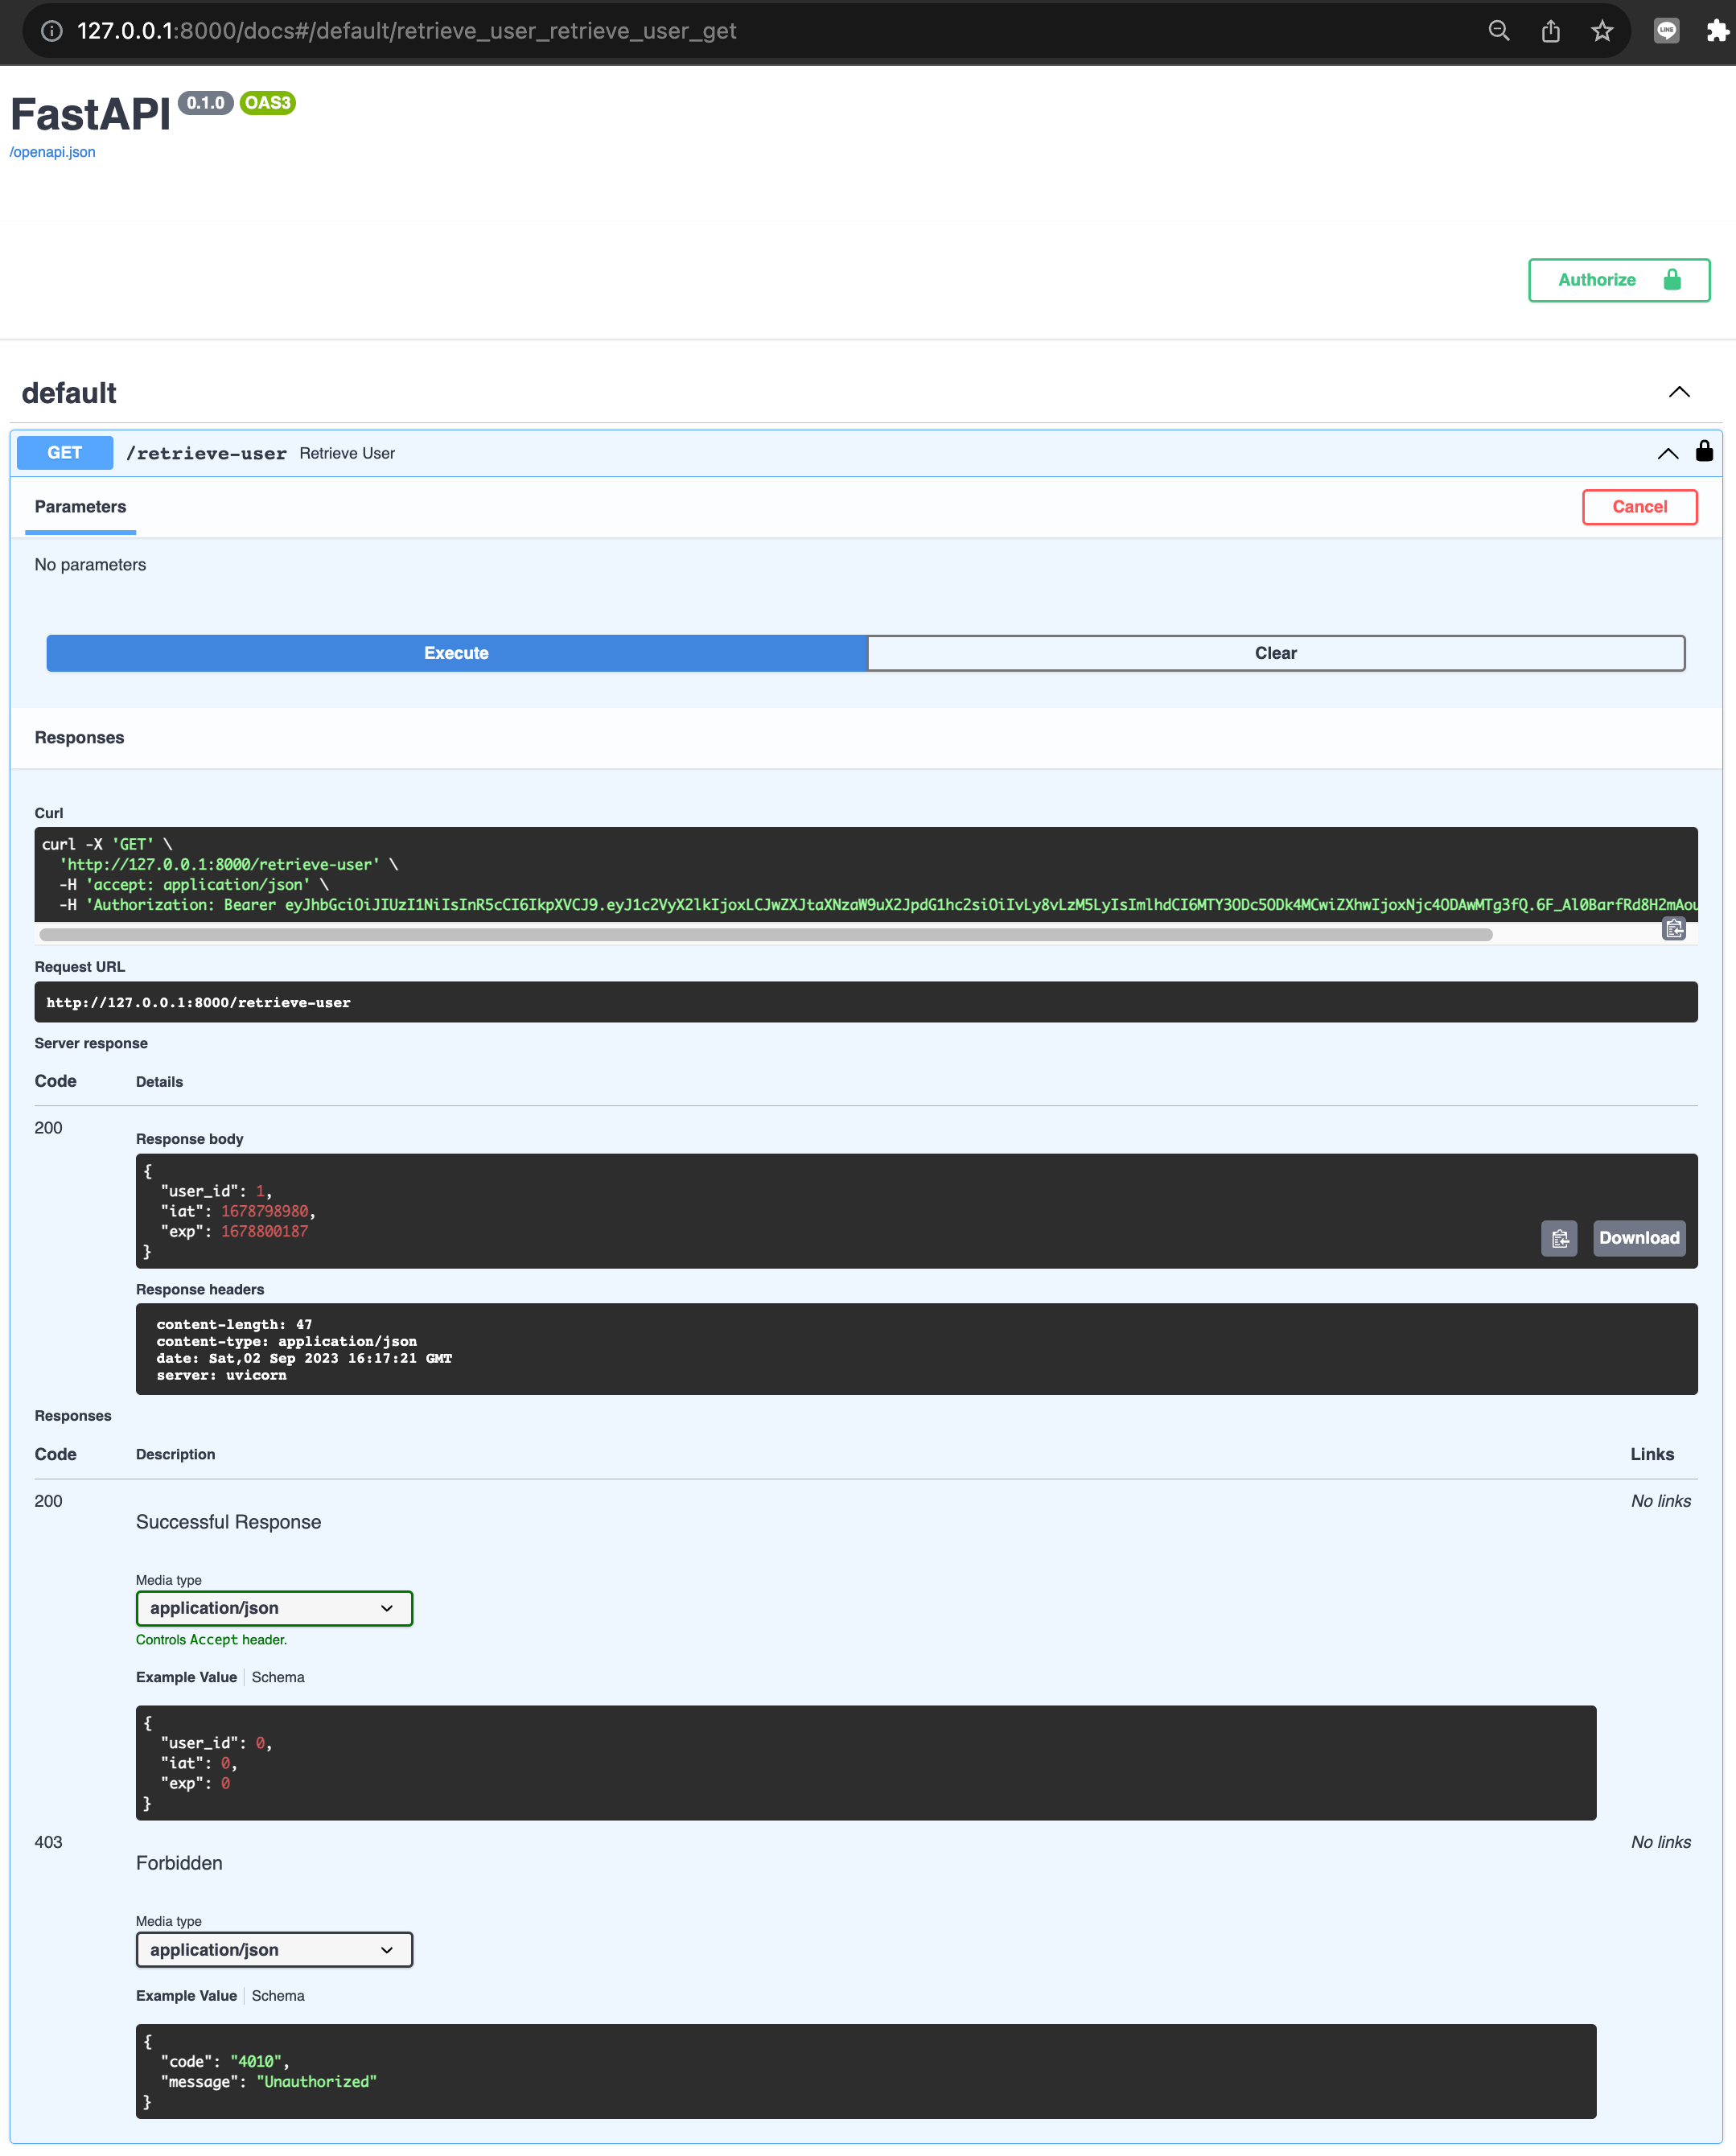 127.0.0.1:8000/docs#/default/retrieve_user_retrieve_user_get
LINE
FastAPI 0.1.0 OAS3
/openapi.json
Authorize
default
GET /retrieve-user Retrieve User
Parameters Cancel
No parameters
Execute Clear
Responses
Curl
curl -X 'GET' \
'http://127.0.0.1:8000/retrieve-user' \
-H 'accept: application/json' \
-H 'Authorization: Bearer eyJhbGciOiJIUzI1NiIsInR5cCI6IkpXVCJ9.eyJ1c2VyX2lkIjoxLCJwZXJtaXNzaW9uX2JpdG1hc2siOiIvLy8vLzM5LyIsImlhdCI6MTY3ODc5ODk4MCwiZXhwIjoxNjc4ODAwMTg3fQ.6F_Al0BarfRd8H2mAou
Request URL
http://127.0.0.1:8000/retrieve-user
Server response
Code Details
200
Response body
{
"user_id": 1,
"iat": 1678798980,
"exp": 1678800187
}
Download
Response headers
content-length: 47
content-type: application/json
date: Sat,02 Sep 2023 16:17:21 GMT
server: uvicorn
Responses
Code Description Links
200 No links
Successful Response
Media type
application/json
Controls Accept header.
Example Value Schema
{
"user_id": 0,
"iat": 0,
"exp": 0
}
403 No links
Forbidden
Media type
application/json
Example Value Schema
{
"code": "4010",
"message": "Unauthorized"
}